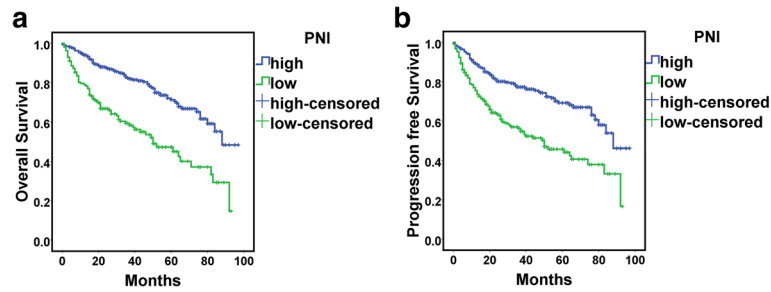 a
PNI
high
low
high-censored
low-censored
Overall Survival
1.0
0.8
0.6
0.4
0.2
0.0
0 20 40 60 80 100
Months
b
PNI
high
low
high-censored
low-censored
Progression free Survival
1.0
0.8
0.6
0.4
0.2
0.0
0 20 40 60 80 100
Months